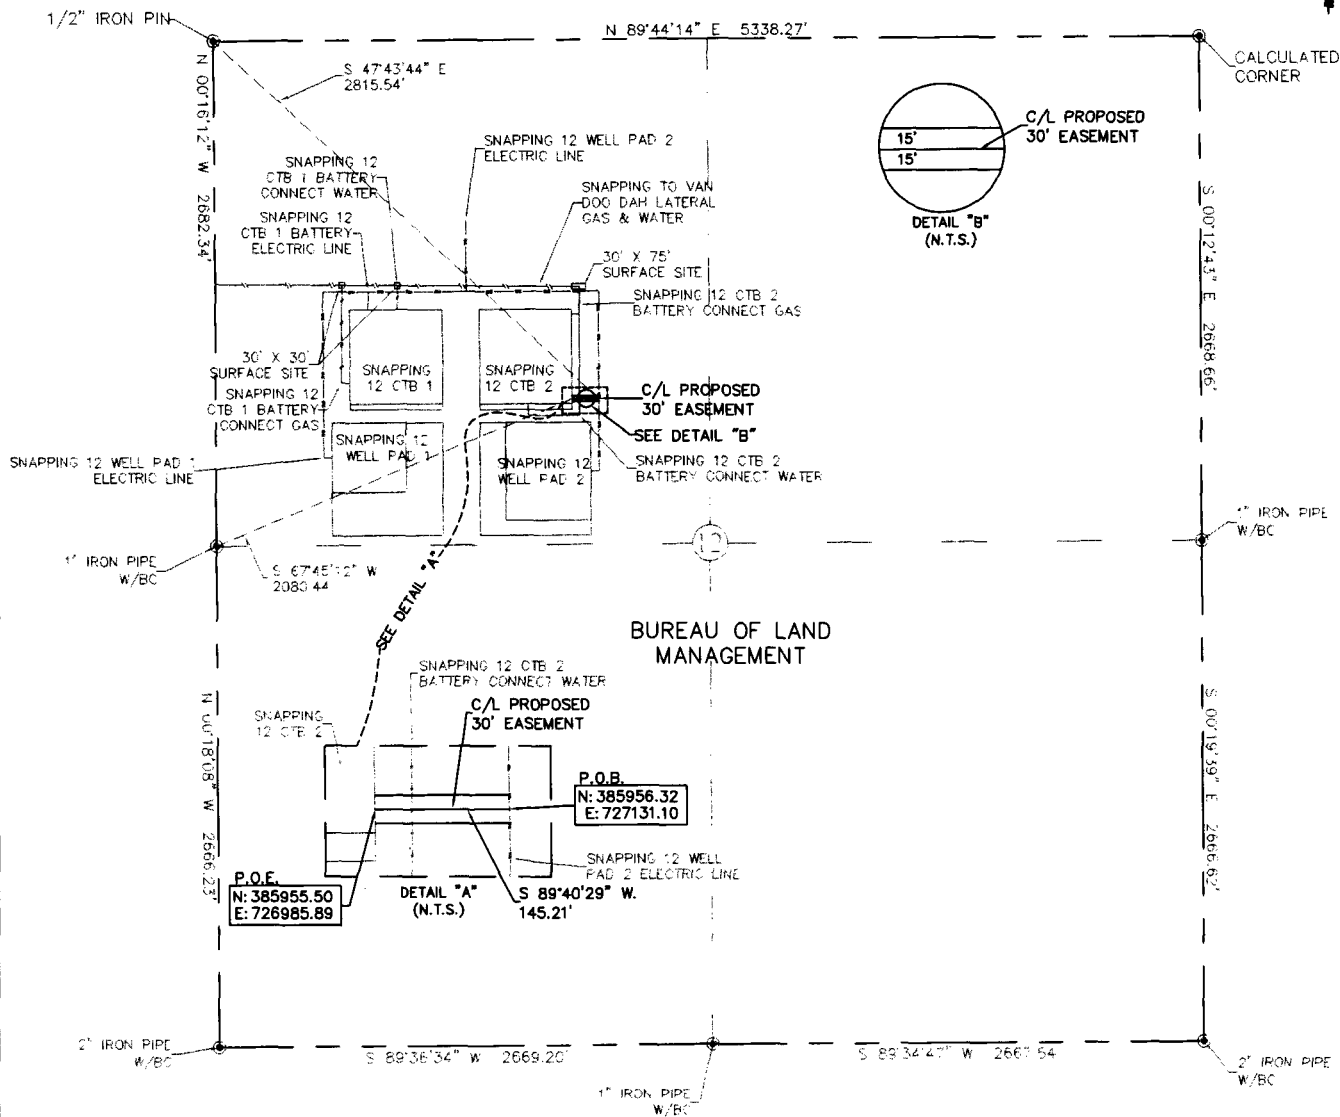 1/2" IRON PIN
N 89°44'14" E 5338.27'
CALCULATED
CORNER
S 47°43'44" E
2815.54'
N 00°16'12" W 2682.34'
SNAPPING 12 WELL PAD 2
ELECTRIC LINE
SNAPPING 12
CTB 1 BATTERY
CONNECT WATER
SNAPPING TO VAN
DOO DAH LATERAL
GAS & WATER
SNAPPING 12
CTB 1 BATTERY
ELECTRIC LINE
15'
15'
C/L PROPOSED
30' EASEMENT
DETAIL "B"
(N.T.S.)
S 00°12'43" E 2668.66'
30' X 75'
SURFACE SITE
SNAPPING 12 CTB 2
BATTERY CONNECT GAS
30' X 30'
SURFACE SITE
SNAPPING
12 CTB 1
SNAPPING
12 CTB 2
SNAPPING 12
CTB 1 BATTERY
CONNECT GAS
C/L PROPOSED
30' EASEMENT
SEE DETAIL "B"
SNAPPING 12
WELL PAD 1
SNAPPING 12
WELL PAD 2
SNAPPING 12 CTB 2
BATTERY CONNECT WATER
SNAPPING 12 WELL PAD 1
ELECTRIC LINE
1" IRON PIPE
W/BC
12
1" IRON PIPE
W/BC
S 67°45'12" W
2080.44
SEE DETAIL "A"
BUREAU OF LAND
MANAGEMENT
SNAPPING 12 CTB 2
BATTERY CONNECT WATER
C/L PROPOSED
30' EASEMENT
SNAPPING
12 CTB 2
N 00°18'08" W 2666.23'
S 00°19'39" E 2666.62'
P.O.B.
N: 385956.32
E: 727131.10
SNAPPING 12 WELL
PAD 2 ELECTRIC LINE
P.O.E.
N: 385955.50
E: 726985.89
DETAIL "A"
(N.T.S.)
S 89°40'29" W.
145.21'
2" IRON PIPE
W/BC
S 89°36'34" W 2669.20'
S 89°34'47" W 2667.54
2" IRON PIPE
W/BC
1" IRON PIPE
W/BC